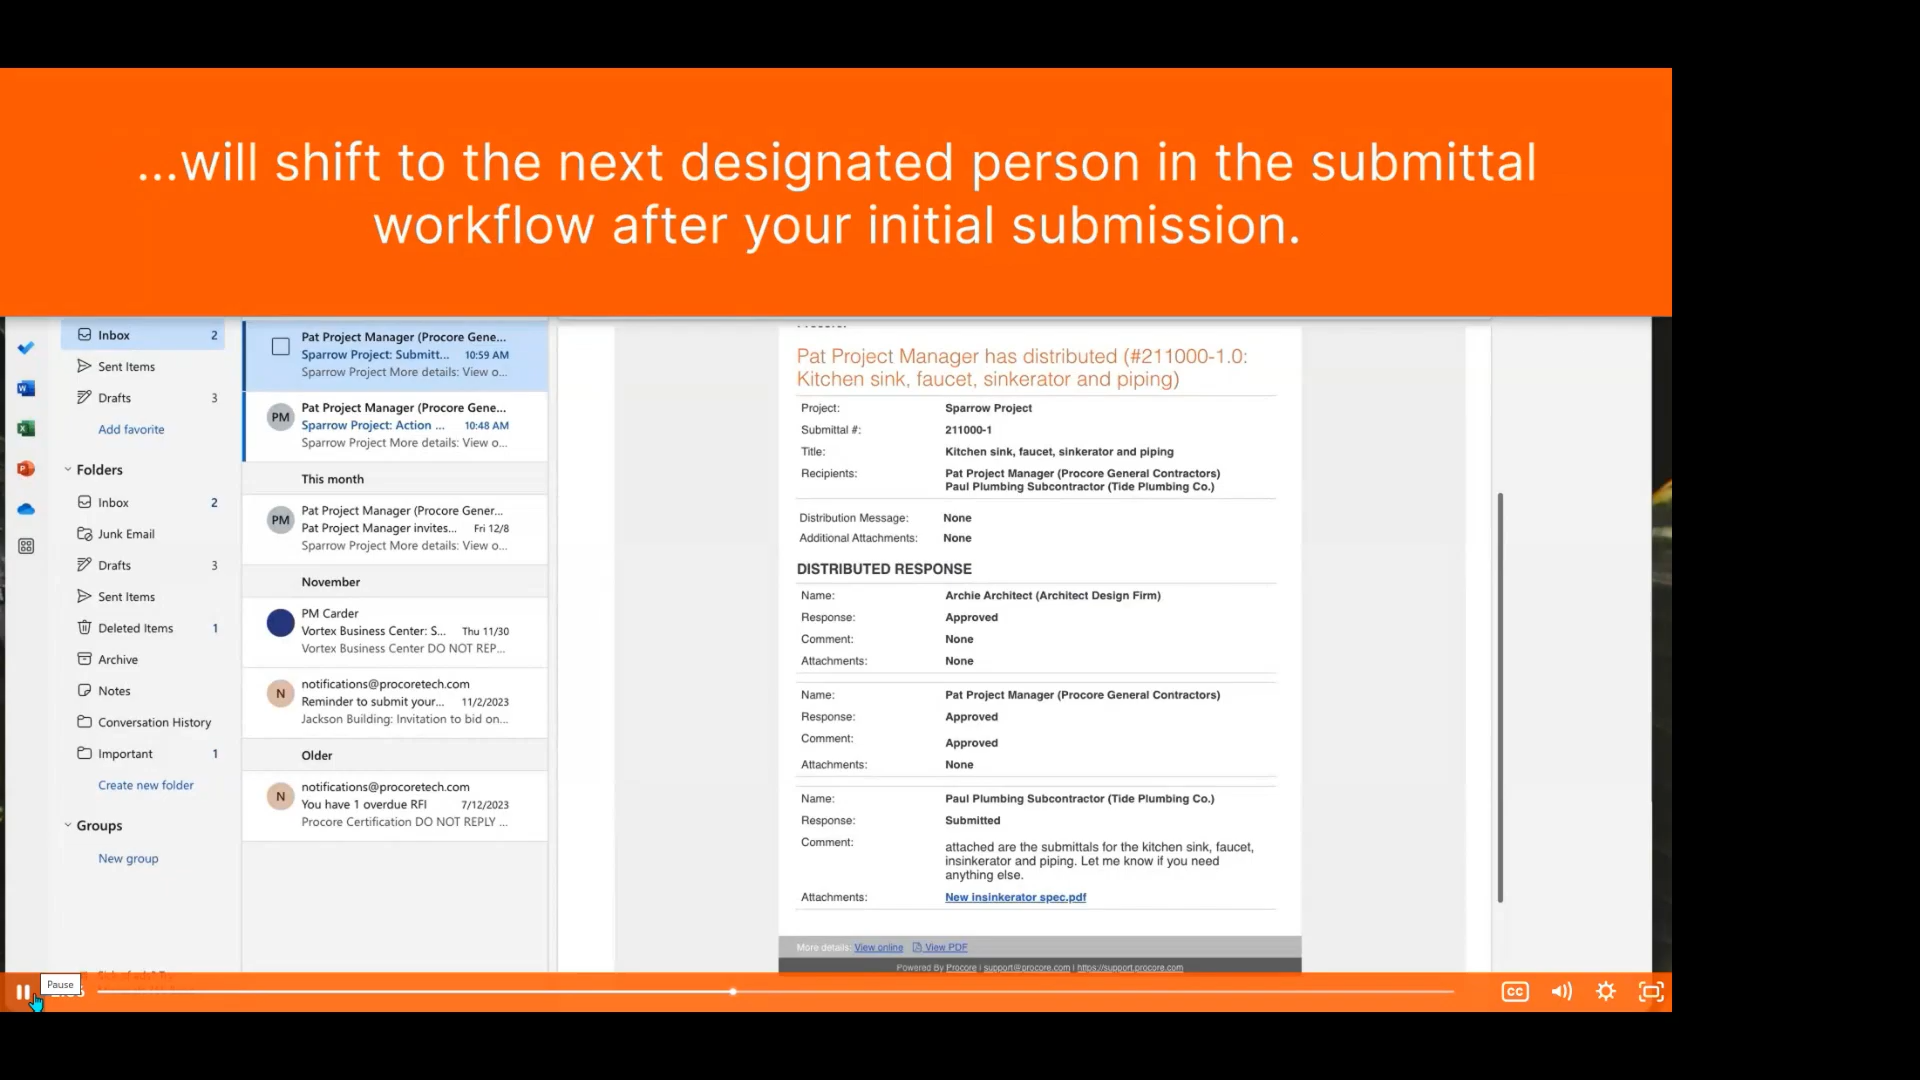 ...will shift to the next designated person in the submittal
workflow after your initial submission.
Inbox 2
Sent Items
Drafts 3
Add favorite
Folders
Inbox 2
Junk Email
Drafts 3
Sent Items
Deleted Items 1
Archive
Notes
Conversation History
Important 1
Create new folder
Groups
New group
Pat Project Manager (Procore Gene...
Sparrow Project: Submitt... 10:59 AM
Sparrow Project More details: View o...
PM
Pat Project Manager (Procore Gene...
Sparrow Project: Action ... 10:48 AM
Sparrow Project More details: View o...
This month
PM
Pat Project Manager (Procore Gener...
Pat Project Manager invites... Fri 12/8
Sparrow Project More details: View o...
November
PM Carder
Vortex Business Center: S... Thu 11/30
Vortex Business Center DO NOT REP...
N
notifications@procoretech.com
Reminder to submit your... 11/2/2023
Jackson Building: Invitation to bid on...
Older
N
notifications@procoretech.com
You have 1 overdue RFI 7/12/2023
Procore Certification DO NOT REPLY ...
Pat Project Manager has distributed (#211000-1.0:
Kitchen sink, faucet, sinkerator and piping)
Project: Sparrow Project
Submittal #: 211000-1
Title: Kitchen sink, faucet, sinkerator and piping
Recipients: Pat Project Manager (Procore General Contractors)
Paul Plumbing Subcontractor (Tide Plumbing Co.)
Distribution Message: None
Additional Attachments: None
DISTRIBUTED RESPONSE
Name: Archie Architect (Architect Design Firm)
Response: Approved
Comment: None
Attachments: None
Name: Pat Project Manager (Procore General Contractors)
Response: Approved
Comment: Approved
Attachments: None
Name: Paul Plumbing Subcontractor (Tide Plumbing Co.)
Response: Submitted
Comment: attached are the submittals for the kitchen sink, faucet,
insinkerator and piping. Let me know if you need
anything else.
Attachments: New insinkerator spec.pdf
More details: View online View PDF
Powered By Procore | support@procore.com | https://support.procore.com
Pause
CC